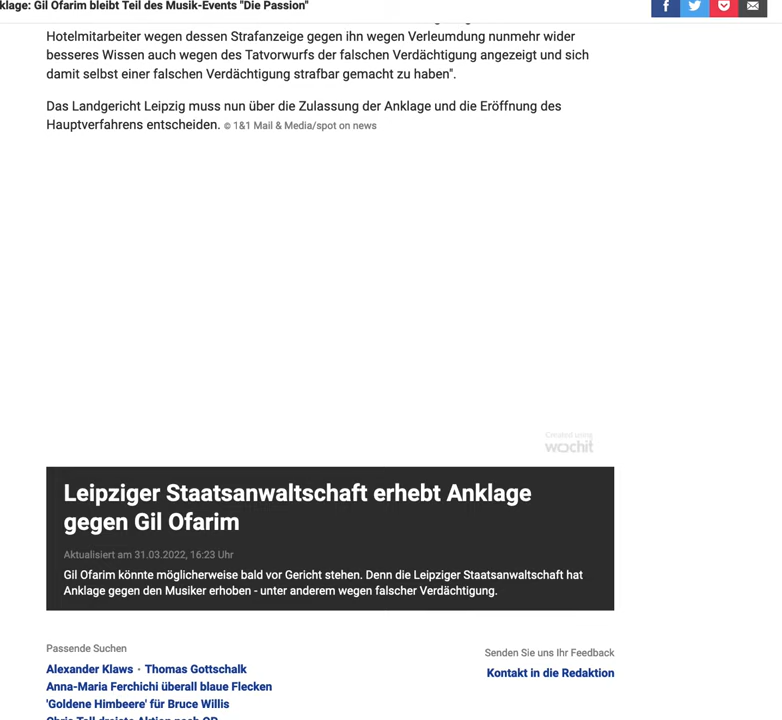 klage: Gil Ofarim bleibt Teil des Musik-Events "Die Passion"
Hotelmitarbeiter wegen dessen Strafanzeige gegen ihn wegen Verleumdung nunmehr wider
besseres Wissen auch wegen des Tatvorwurfs der falschen Verdächtigung angezeigt und sich
damit selbst einer falschen Verdächtigung strafbar gemacht zu haben".
Das Landgericht Leipzig muss nun über die Zulassung der Anklage und die Eröffnung des
Hauptverfahrens entscheiden. © 1&1 Mail & Media/spot on news
Created using
wochit
Leipziger Staatsanwaltschaft erhebt Anklage
gegen Gil Ofarim
Aktualisiert am 31.03.2022, 16:23 Uhr
Gil Ofarim könnte möglicherweise bald vor Gericht stehen. Denn die Leipziger Staatsanwaltschaft hat
Anklage gegen den Musiker erhoben - unter anderem wegen falscher Verdächtigung.
Passende Suchen
Alexander Klaws · Thomas Gottschalk
Anna-Maria Ferchichi überall blaue Flecken
'Goldene Himbeere' für Bruce Willis
Senden Sie uns Ihr Feedback
Kontakt in die Redaktion